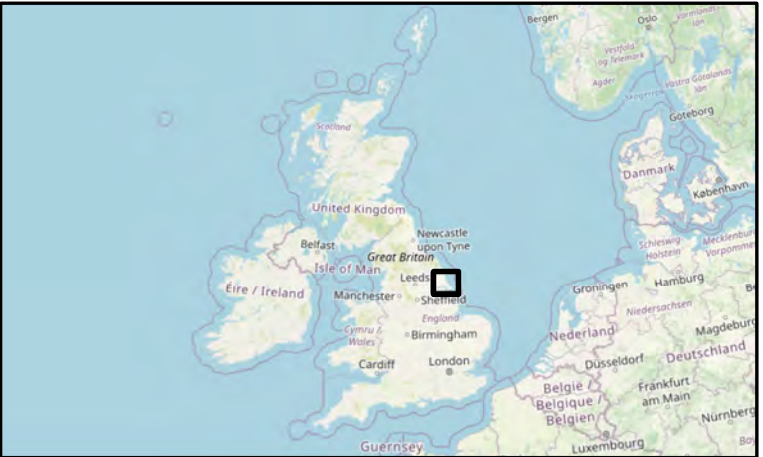 Bergen
Oslo
Vestfold
og Telemark
Agder
Västra Götalands
län
Skagerrak
Göteborg
Scotland
Danmark
København
United Kingdom
Newcastle
upon Tyne
Belfast
Great Britain
Isle of Man
Leeds
Schleswig-
Holstein
Groningen
Hamburg
Éire / Ireland
Manchester
Sheffield
Niedersachsen
England
Cymru /
Wales
Birmingham
Nederland
Magdeburg
Cardiff
London
Düsseldorf
Deutschland
België /
Belgique /
Belgien
Frankfurt
am Main
Nürnberg
Guernsey
Luxembourg